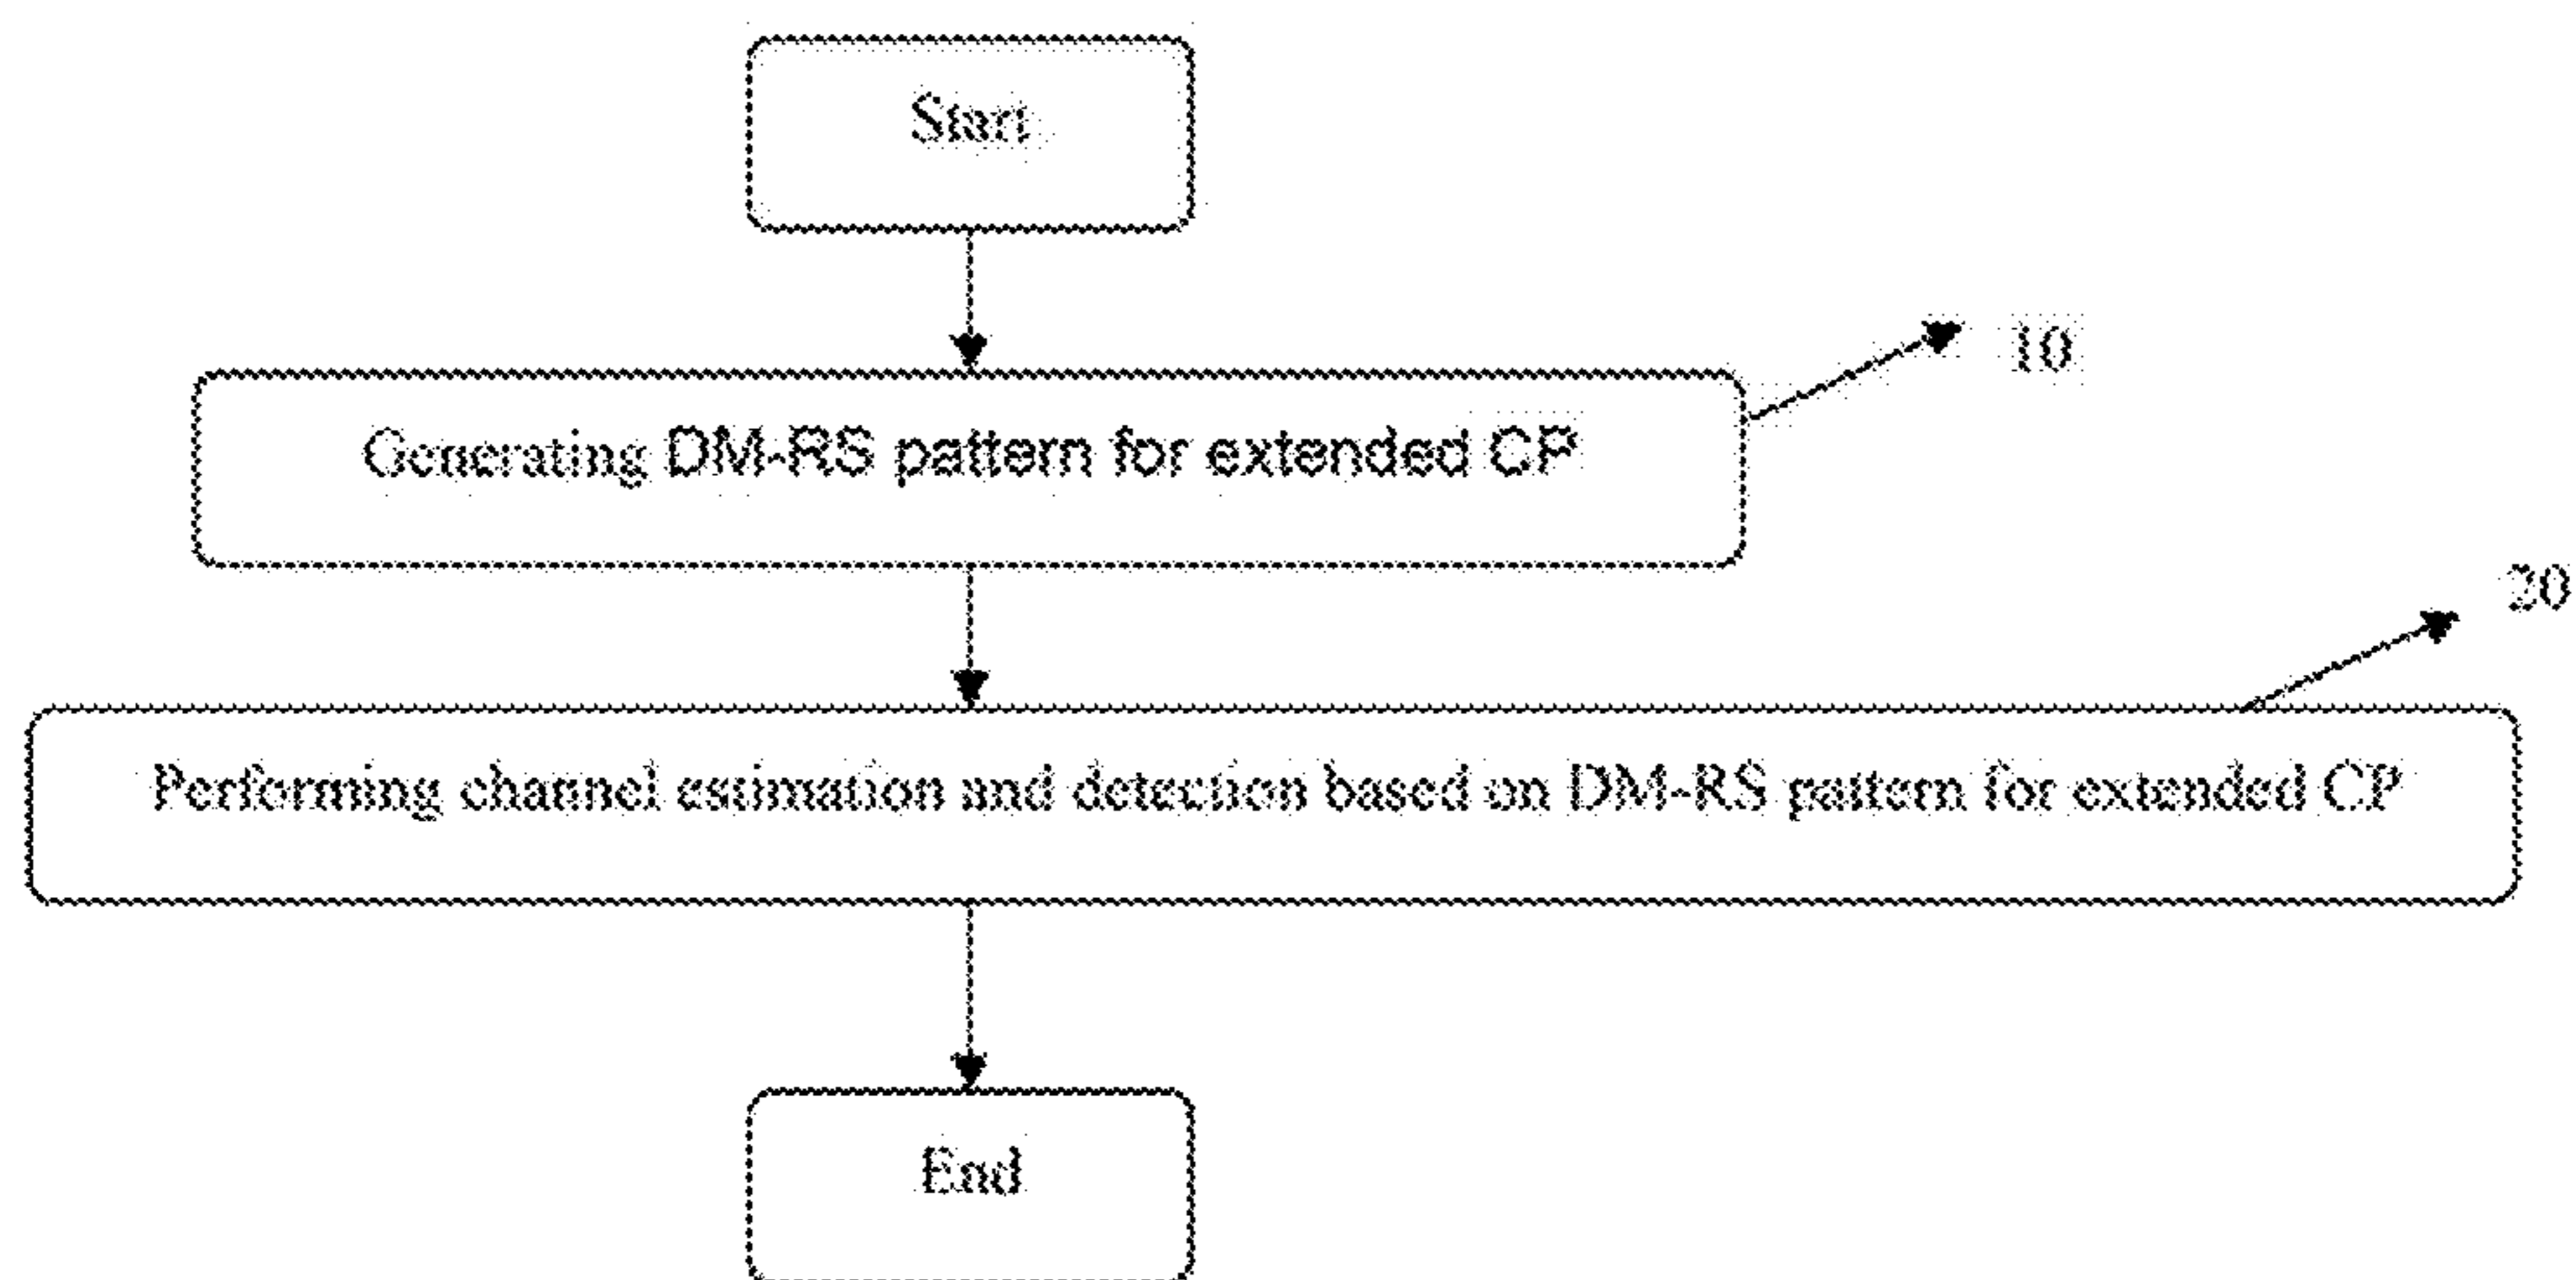 Start
10
Generating DM-RS pattern for extended CP
20
Performing channel estimation and detection based on DM-RS pattern for extended CP
End